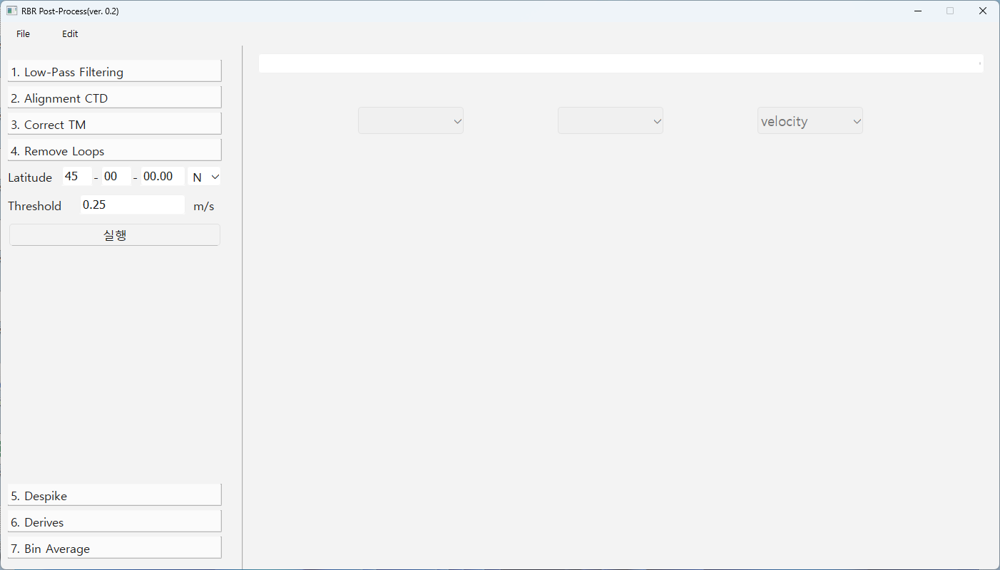 RBR Post-Process(ver. 0.2)
File Edit
1. Low-Pass Filtering
2. Alignment CTD
3. Correct TM
4. Remove Loops
Latitude 45 - 00 - 00.00 N
Threshold 0.25 m/s
실행
5. Despike
6. Derives
7. Bin Average
velocity